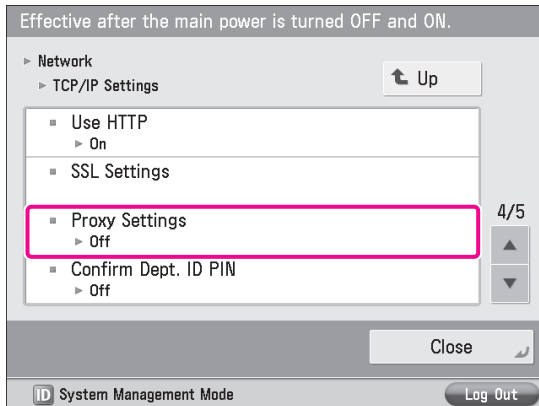 Effective after the main power is turned OFF and ON.
Network
TCP/IP Settings
Up
Use HTTP
On
SSL Settings
Proxy Settings
Off
4/5
Confirm Dept. ID PIN
Off
Close
ID System Management Mode
Log Out